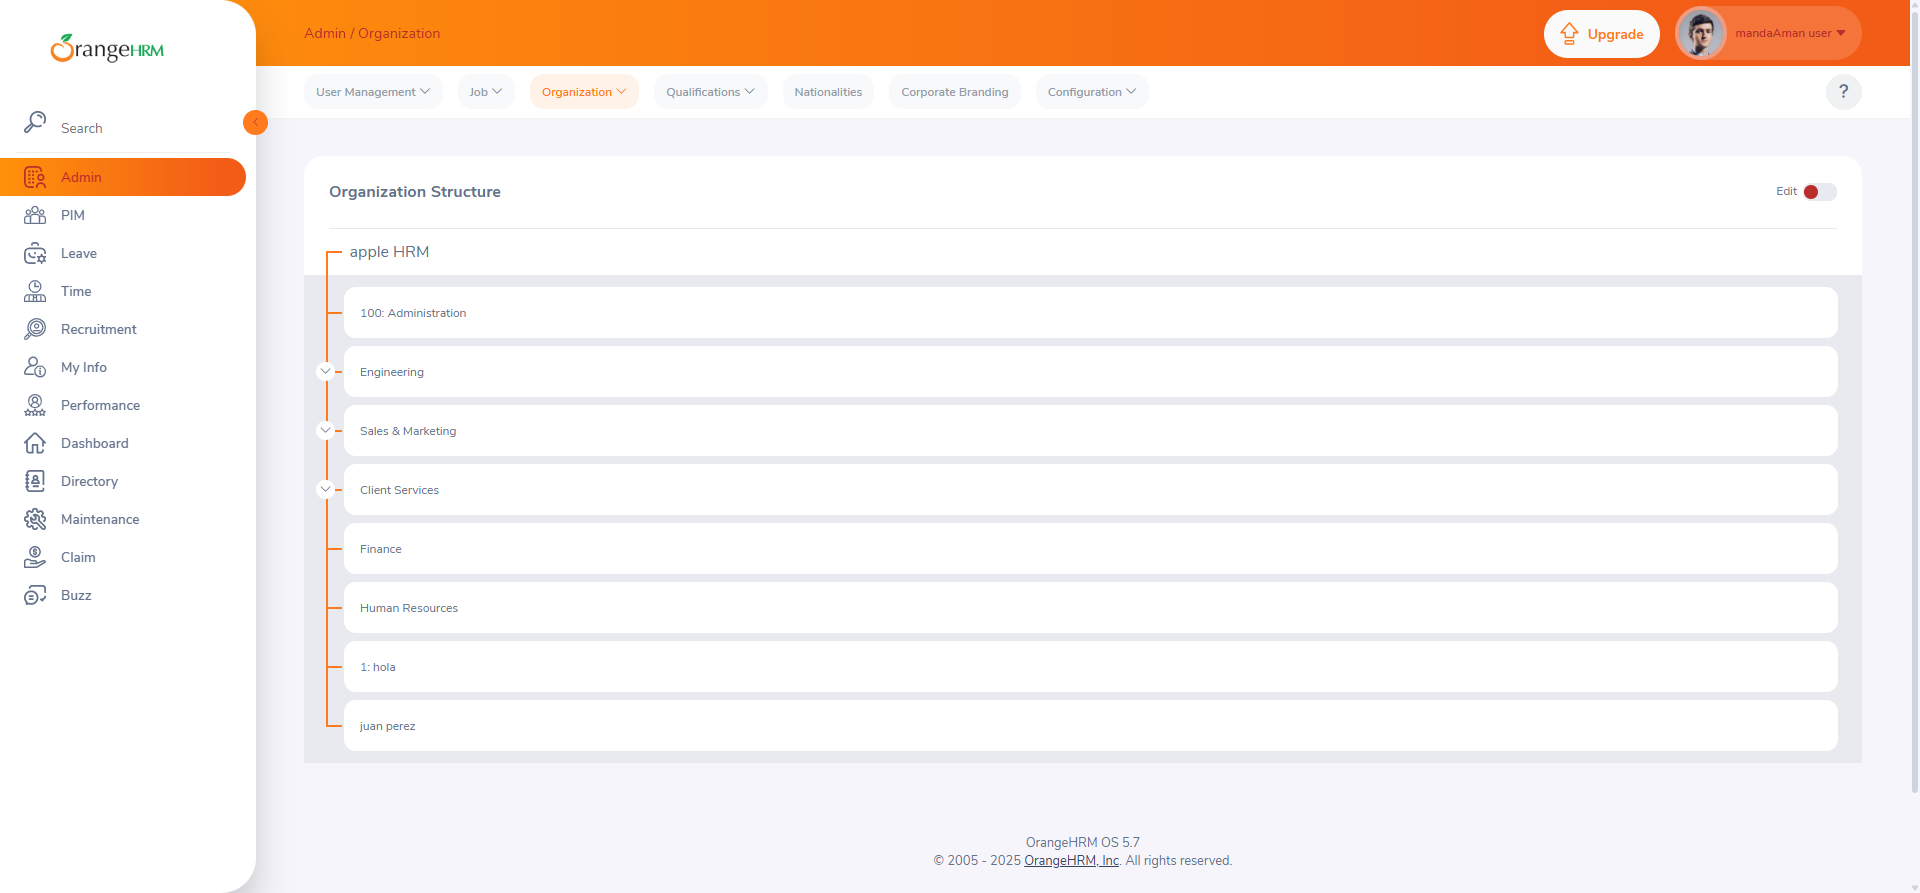 OrangeHRM
Admin / Organization
Upgrade
mandaAman user
Search
User Management
Job
Organization
Qualifications
Nationalities
Corporate Branding
Configuration
?
Admin
PIM
Leave
Time
Recruitment
My Info
Performance
Dashboard
Directory
Maintenance
Claim
Buzz
Organization Structure
Edit
apple HRM
100: Administration
Engineering
Sales & Marketing
Client Services
Finance
Human Resources
1: hola
juan perez
OrangeHRM OS 5.7
© 2005 - 2025 OrangeHRM, Inc. All rights reserved.